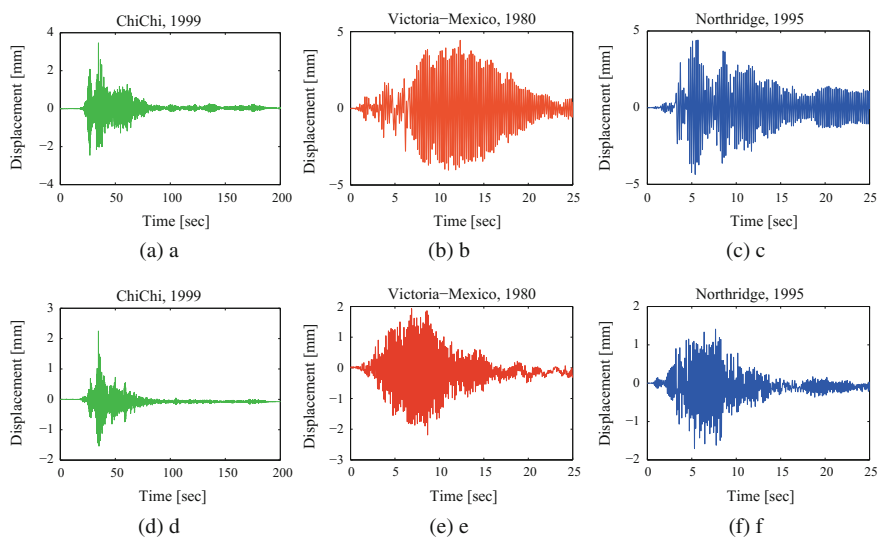 ChiChi, 1999
Displacement [mm]
4
2
0
−2
−4
0 50 100 150 200
Time [sec]
(a) a
Victoria−Mexico, 1980
Displacement [mm]
5
0
−5
0 5 10 15 20 25
Time [sec]
(b) b
Northridge, 1995
Displacement [mm]
5
0
−5
0 5 10 15 20 25
Time [sec]
(c) c
ChiChi, 1999
Displacement [mm]
3
2
1
0
−1
−2
0 50 100 150 200
Time [sec]
(d) d
Victoria−Mexico, 1980
Displacement [mm]
2
1
0
−1
−2
−3
0 5 10 15 20 25
Time [sec]
(e) e
Northridge, 1995
Displacement [mm]
2
1
0
−1
−2
0 5 10 15 20 25
Time [sec]
(f) f